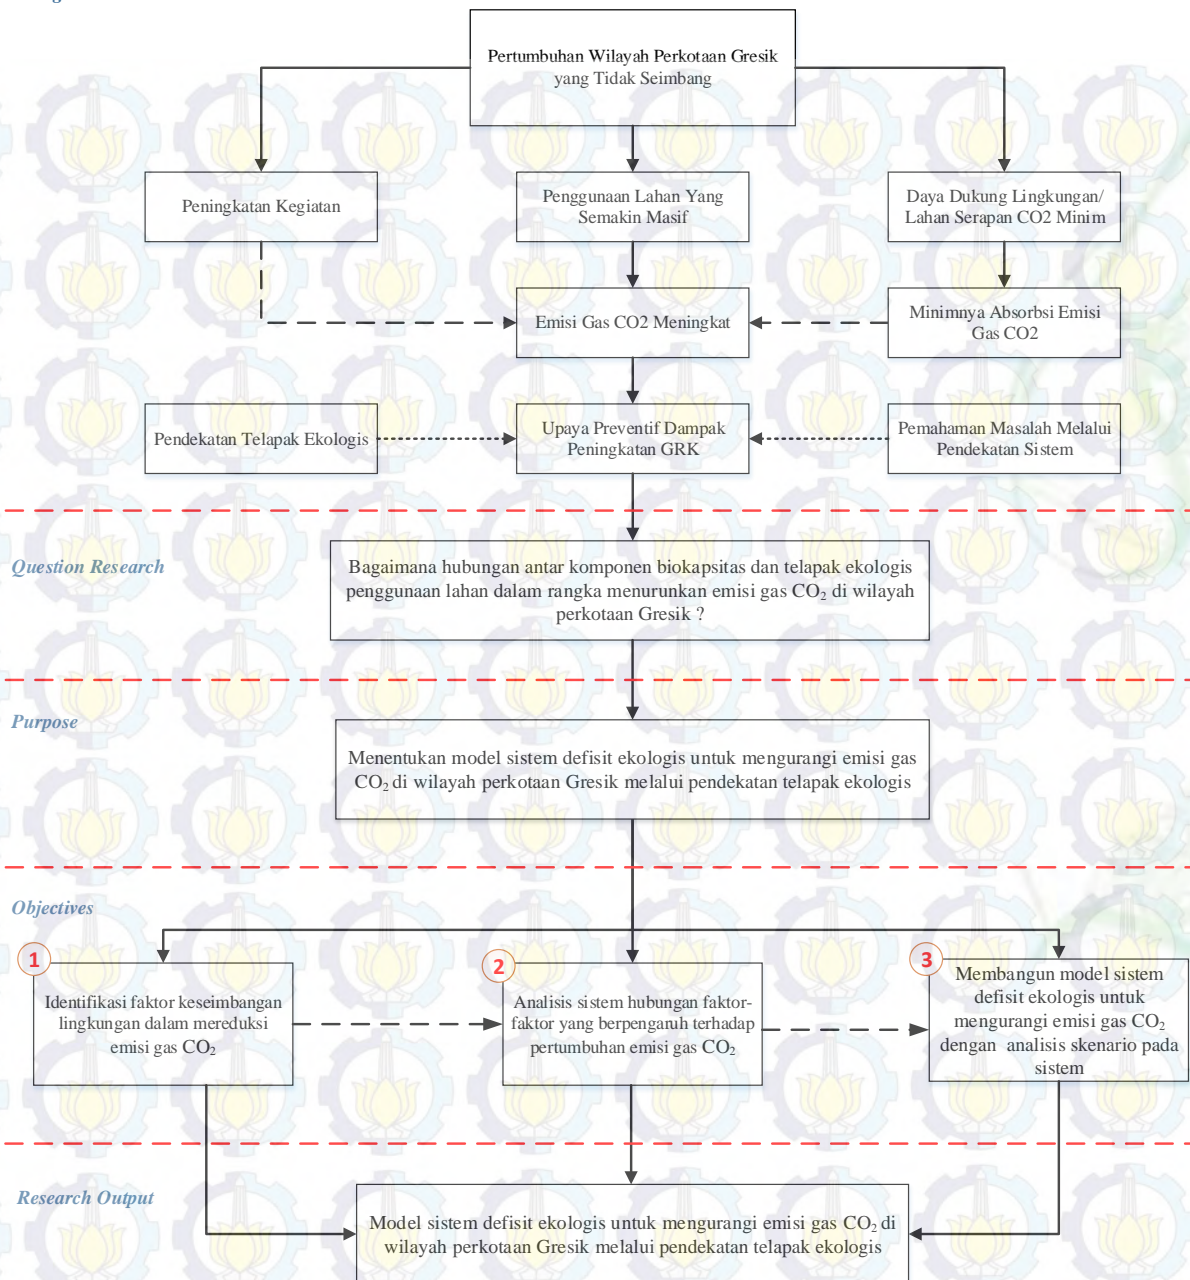 Pertumbuhan Wilayah Perkotaan Gresik
yang Tidak Seimbang
Peningkatan Kegiatan
Penggunaan Lahan Yang
Semakin Masif
Daya Dukung Lingkungan/
Lahan Serapan CO2 Minim
Emisi Gas CO2 Meningkat
Minimnya Absorbsi Emisi
Gas CO2
Pendekatan Telapak Ekologis
Upaya Preventif Dampak
Peningkatan GRK
Pemahaman Masalah Melalui
Pendekatan Sistem
Question Research
Bagaimana hubungan antar komponen biokapsitas dan telapak ekologis
penggunaan lahan dalam rangka menurunkan emisi gas CO₂ di wilayah
perkotaan Gresik ?
Purpose
Menentukan model sistem defisit ekologis untuk mengurangi emisi gas
CO₂ di wilayah perkotaan Gresik melalui pendekatan telapak ekologis
Objectives
1
Identifikasi faktor keseimbangan
lingkungan dalam mereduksi
emisi gas CO₂
2
Analisis sistem hubungan faktor-
faktor yang berpengaruh terhadap
pertumbuhan emisi gas CO₂
3
Membangun model sistem
defisit ekologis untuk
mengurangi emisi gas CO₂
dengan analisis skenario pada
sistem
Research Output
Model sistem defisit ekologis untuk mengurangi emisi gas CO₂ di
wilayah perkotaan Gresik melalui pendekatan telapak ekologis